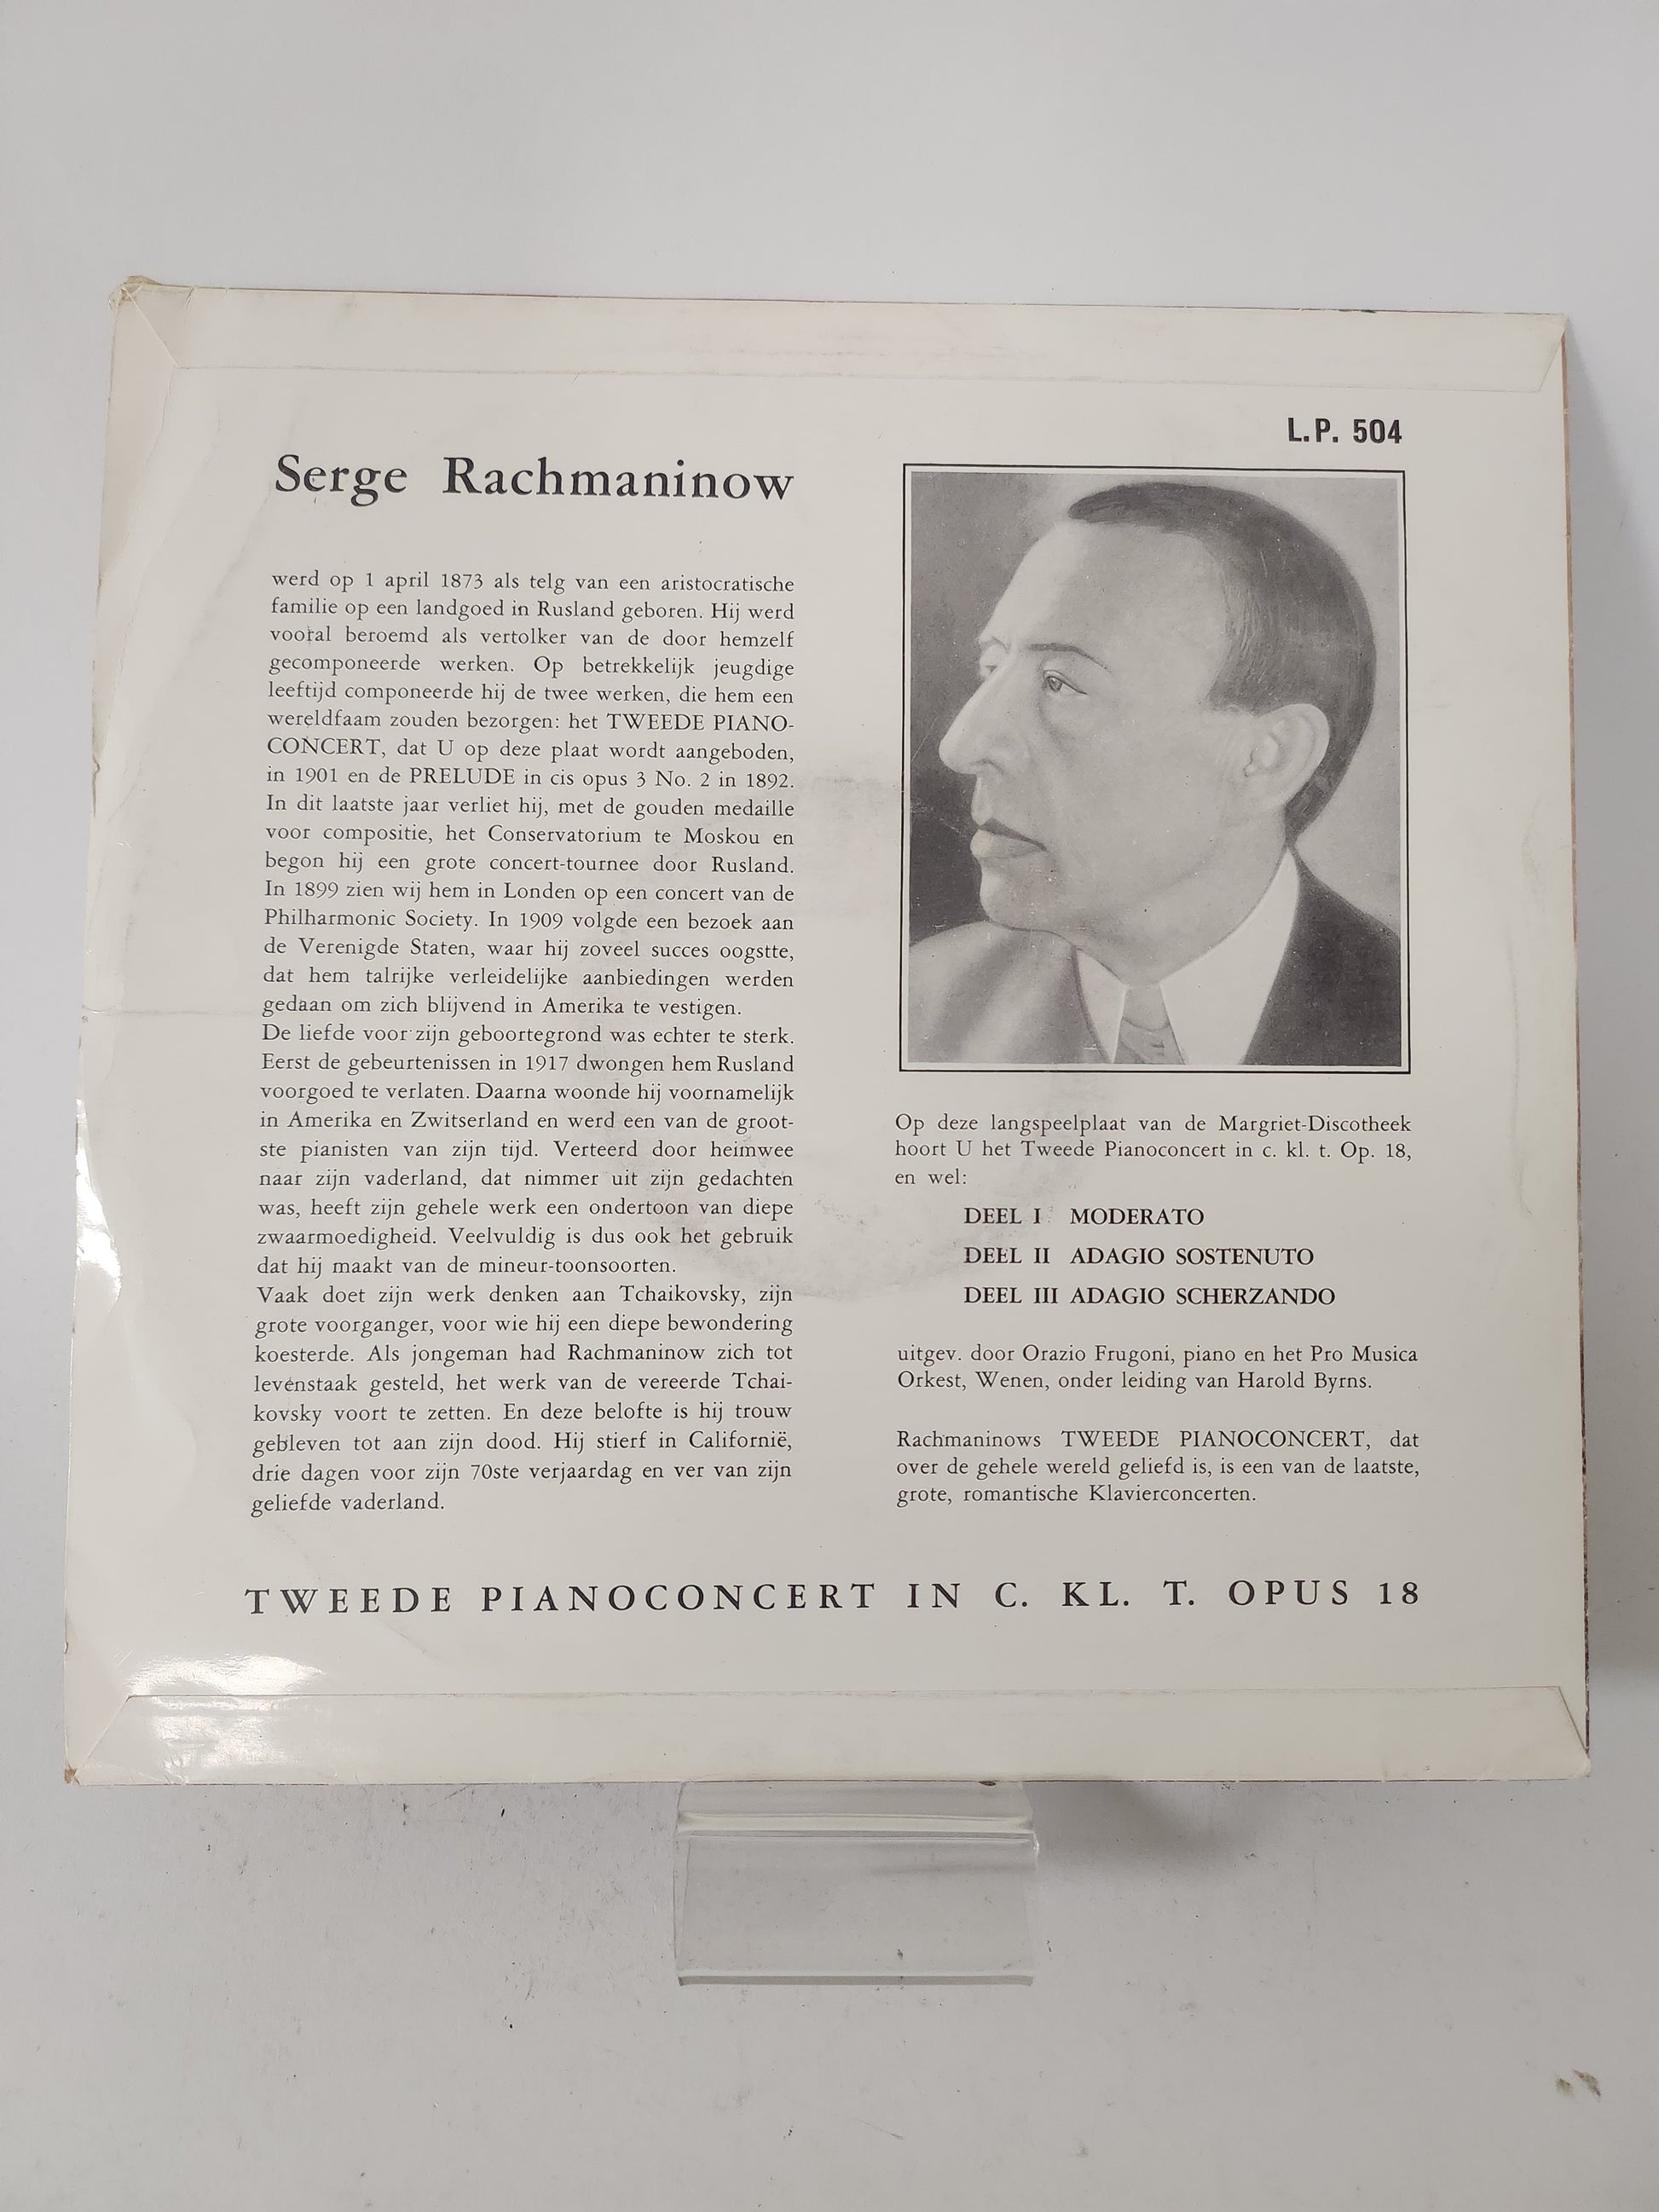 L.P. 504
Serge Rachmaninow
werd op 1 april 1873 als telg van een aristocratische
familie op een landgoed in Rusland geboren. Hij werd
vooral beroemd als vertolker van de door hemzelf
gecomponeerde werken. Op betrekkelijk jeugdige
leeftijd componeerde hij de twee werken, die hem een
wereldfaam zouden bezorgen: het TWEEDE PIANO-
CONCERT, dat U op deze plaat wordt aangeboden,
in 1901 en de PRELUDE in cis opus 3 No. 2 in 1892.
In dit laatste jaar verliet hij, met de gouden medaille
voor compositie, het Conservatorium te Moskou en
begon hij een grote concert-tournee door Rusland.
In 1899 zien wij hem in Londen op een concert van de
Philharmonic Society. In 1909 volgde een bezoek aan
de Verenigde Staten, waar hij zoveel succes oogstte,
dat hem talrijke verleidelijke aanbiedingen werden
gedaan om zich blijvend in Amerika te vestigen.
De liefde voor zijn geboortegrond was echter te sterk.
Eerst de gebeurtenissen in 1917 dwongen hem Rusland
voorgoed te verlaten. Daarna woonde hij voornamelijk
in Amerika en Zwitserland en werd een van de groot-
ste pianisten van zijn tijd. Verteerd door heimwee
naar zijn vaderland, dat nimmer uit zijn gedachten
was, heeft zijn gehele werk een ondertoon van diepe
zwaarmoedigheid. Veelvuldig is dus ook het gebruik
dat hij maakt van de mineur-toonsoorten.
Vaak doet zijn werk denken aan Tchaikovsky, zijn
grote voorganger, voor wie hij een diepe bewondering
koesterde. Als jongeman had Rachmaninow zich tot
levenstaak gesteld, het werk van de vereerde Tchai-
kovsky voort te zetten. En deze belofte is hij trouw
gebleven tot aan zijn dood. Hij stierf in Californië,
drie dagen voor zijn 70ste verjaardag en ver van zijn
geliefde vaderland.
Op deze langspeelplaat van de Margriet-Discotheek
hoort U het Tweede Pianoconcert in c. kl. t. Op. 18,
en wel:
DEEL I MODERATO
DEEL II ADAGIO SOSTENUTO
DEEL III ADAGIO SCHERZANDO
uitgev. door Orazio Frugoni, piano en het Pro Musica
Orkest, Wenen, onder leiding van Harold Byrns.
Rachmaninows TWEEDE PIANOCONCERT, dat
over de gehele wereld geliefd is, is een van de laatste,
grote, romantische Klavierconcerten.
TWEEDE PIANOCONCERT IN C. KL. T. OPUS 18